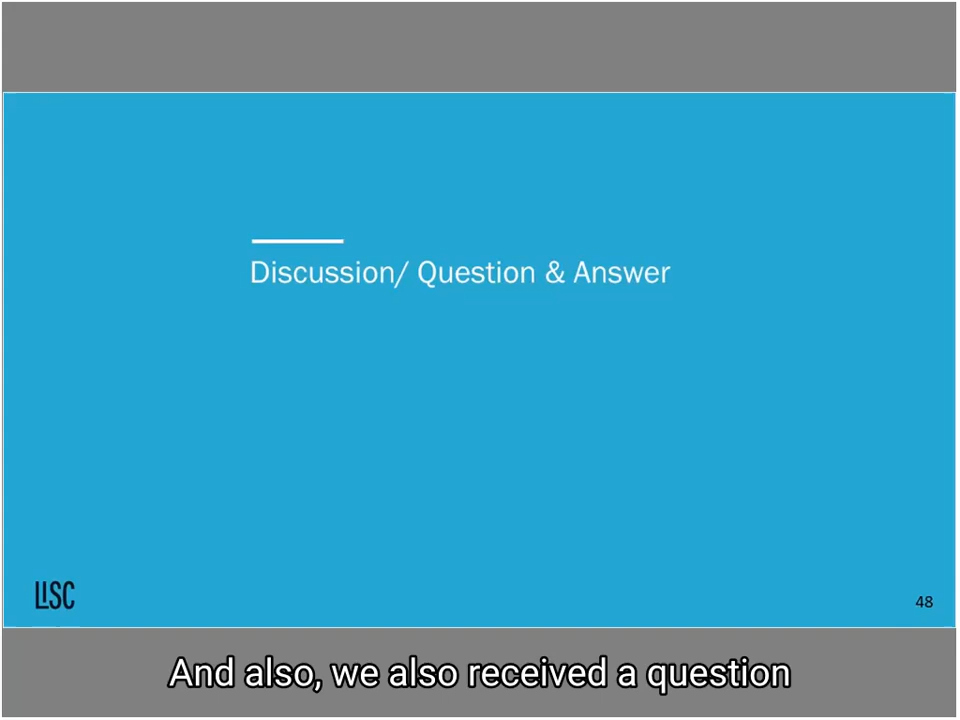 Discussion/ Question & Answer
LISC
48
And also, we also received a question